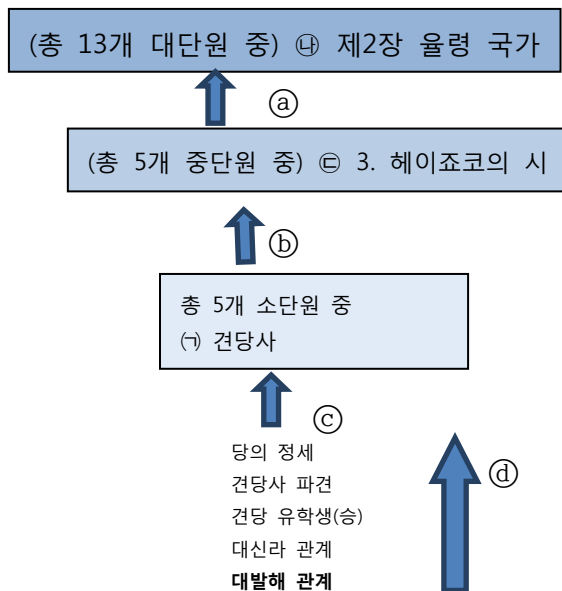 (총 13개 대단원 중) ㉯ 제2장 율령 국가
ⓐ
(총 5개 중단원 중) ㉢ 3. 헤이죠코의 시
ⓑ
총 5개 소단원 중
㈀ 견당사
ⓒ
당의 정세
견당사 파견
견당 유학생(승)
대신라 관계
대발해 관계
ⓓ